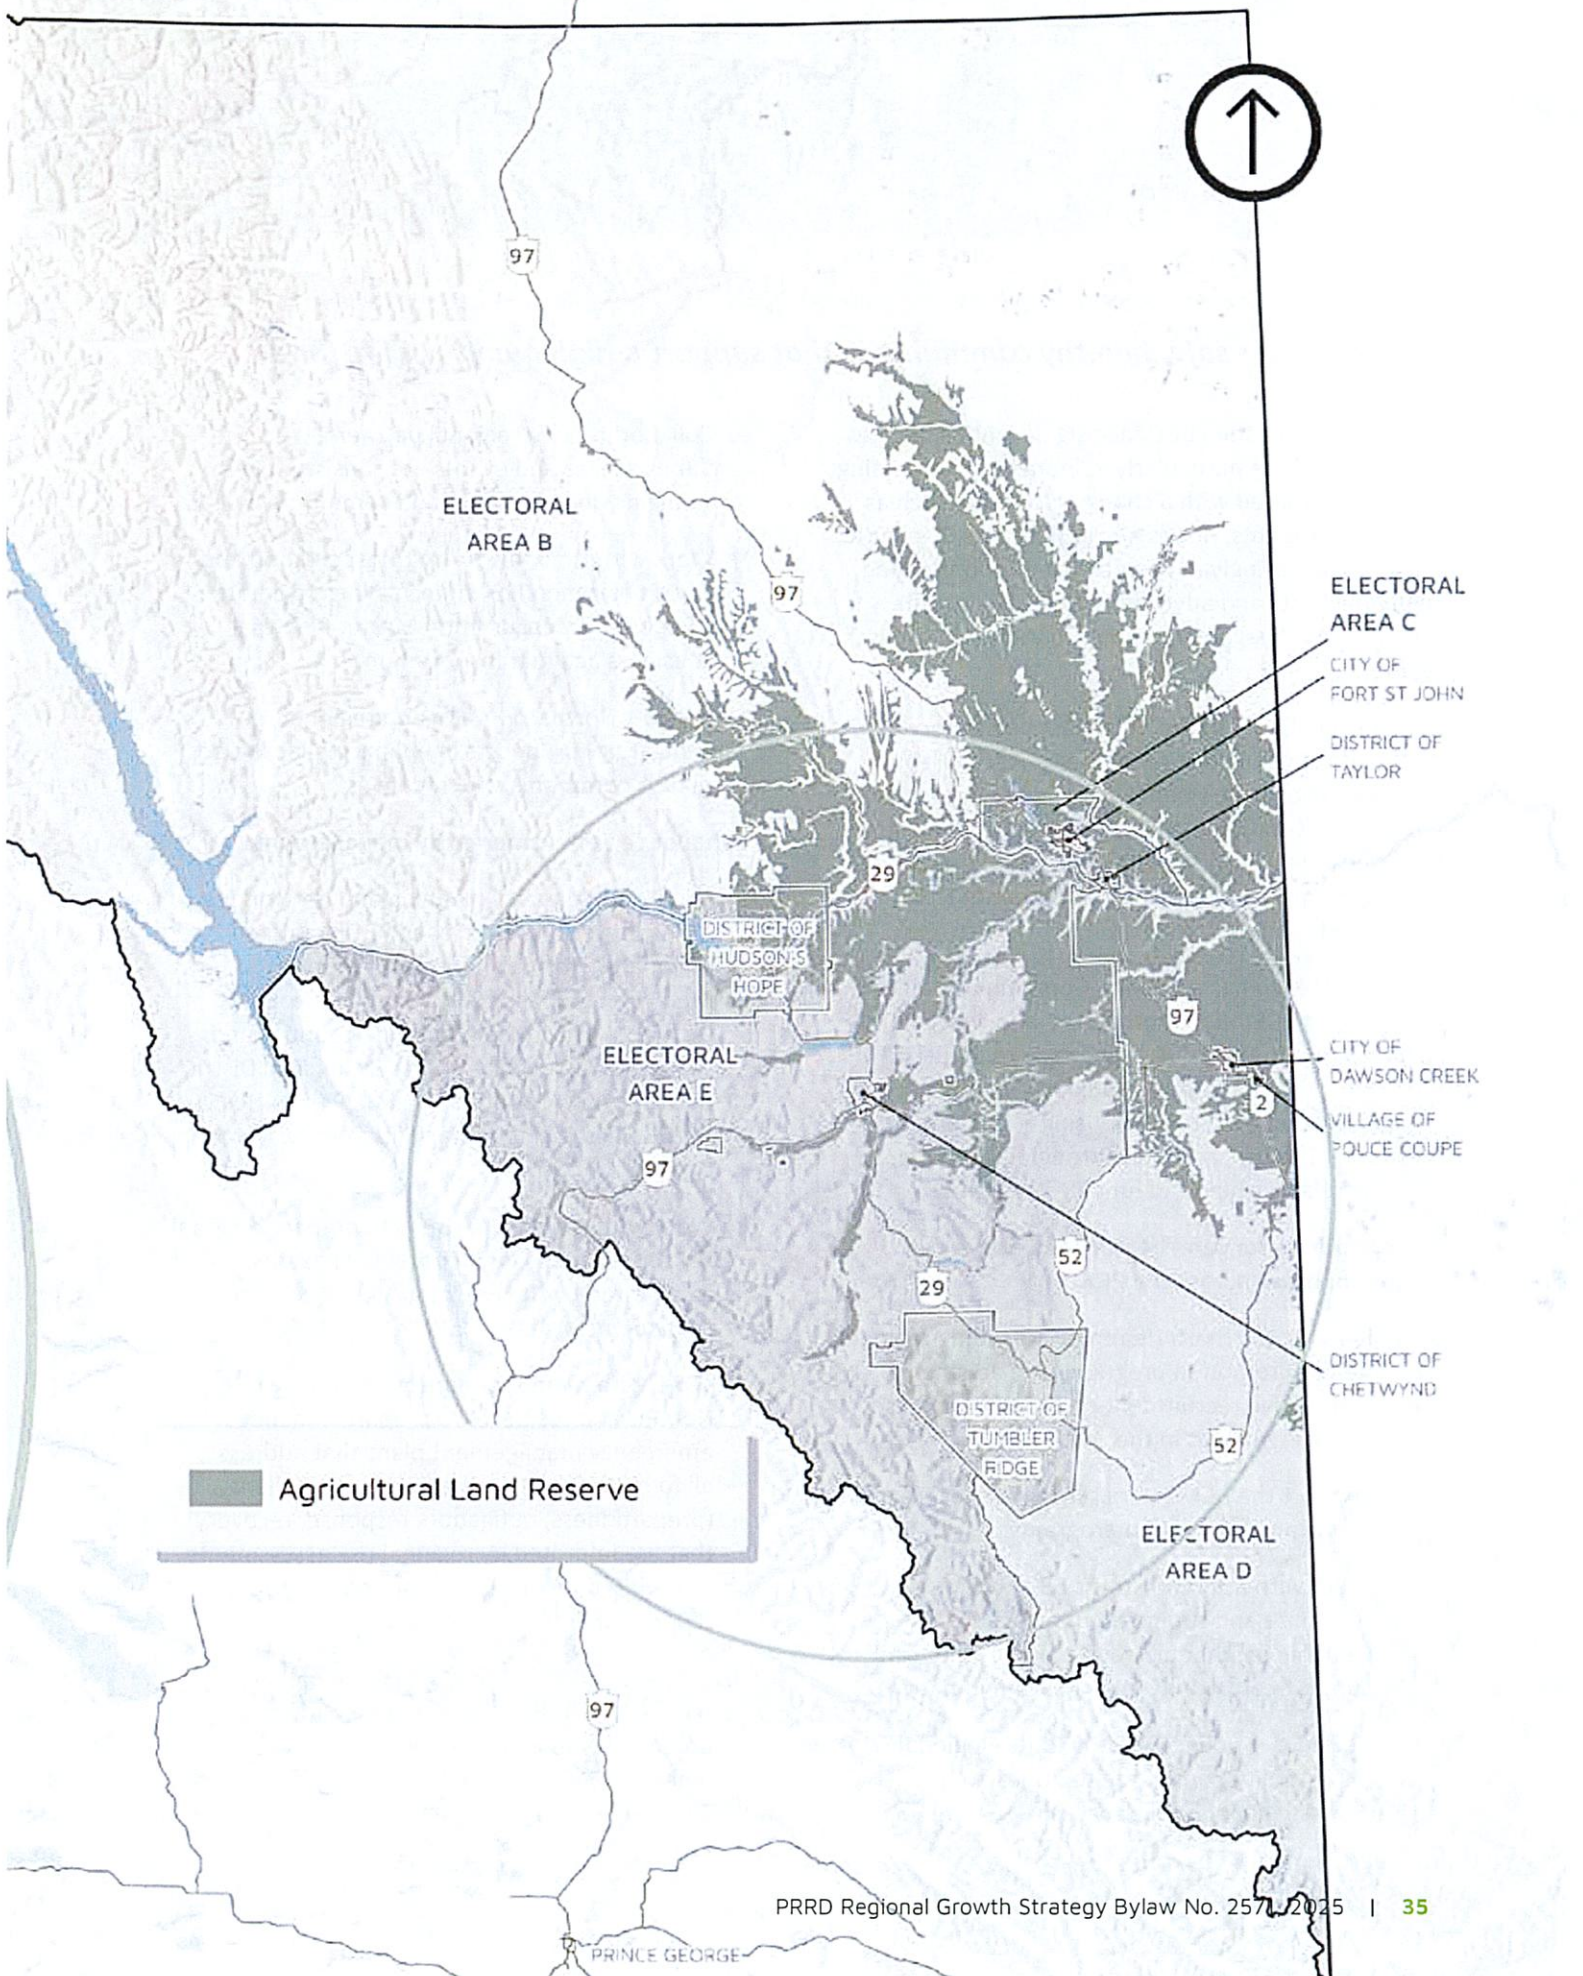 97
ELECTORAL
AREA B
97
ELECTORAL
AREA C
CITY OF
FORT ST JOHN
DISTRICT OF
TAYLOR
29
DISTRICT OF
HUDSON'S
HOPE
97
ELECTORAL
AREA E
CITY OF
DAWSON CREEK
2
VILLAGE OF
POUCE COUPE
97
52
29
DISTRICT OF
CHETWYND
DISTRICT OF
TUMBLER
RIDGE
52
Agricultural Land Reserve
ELECTORAL
AREA D
97
PRRD Regional Growth Strategy Bylaw No. 2025 | 35
PRINCE GEORGE